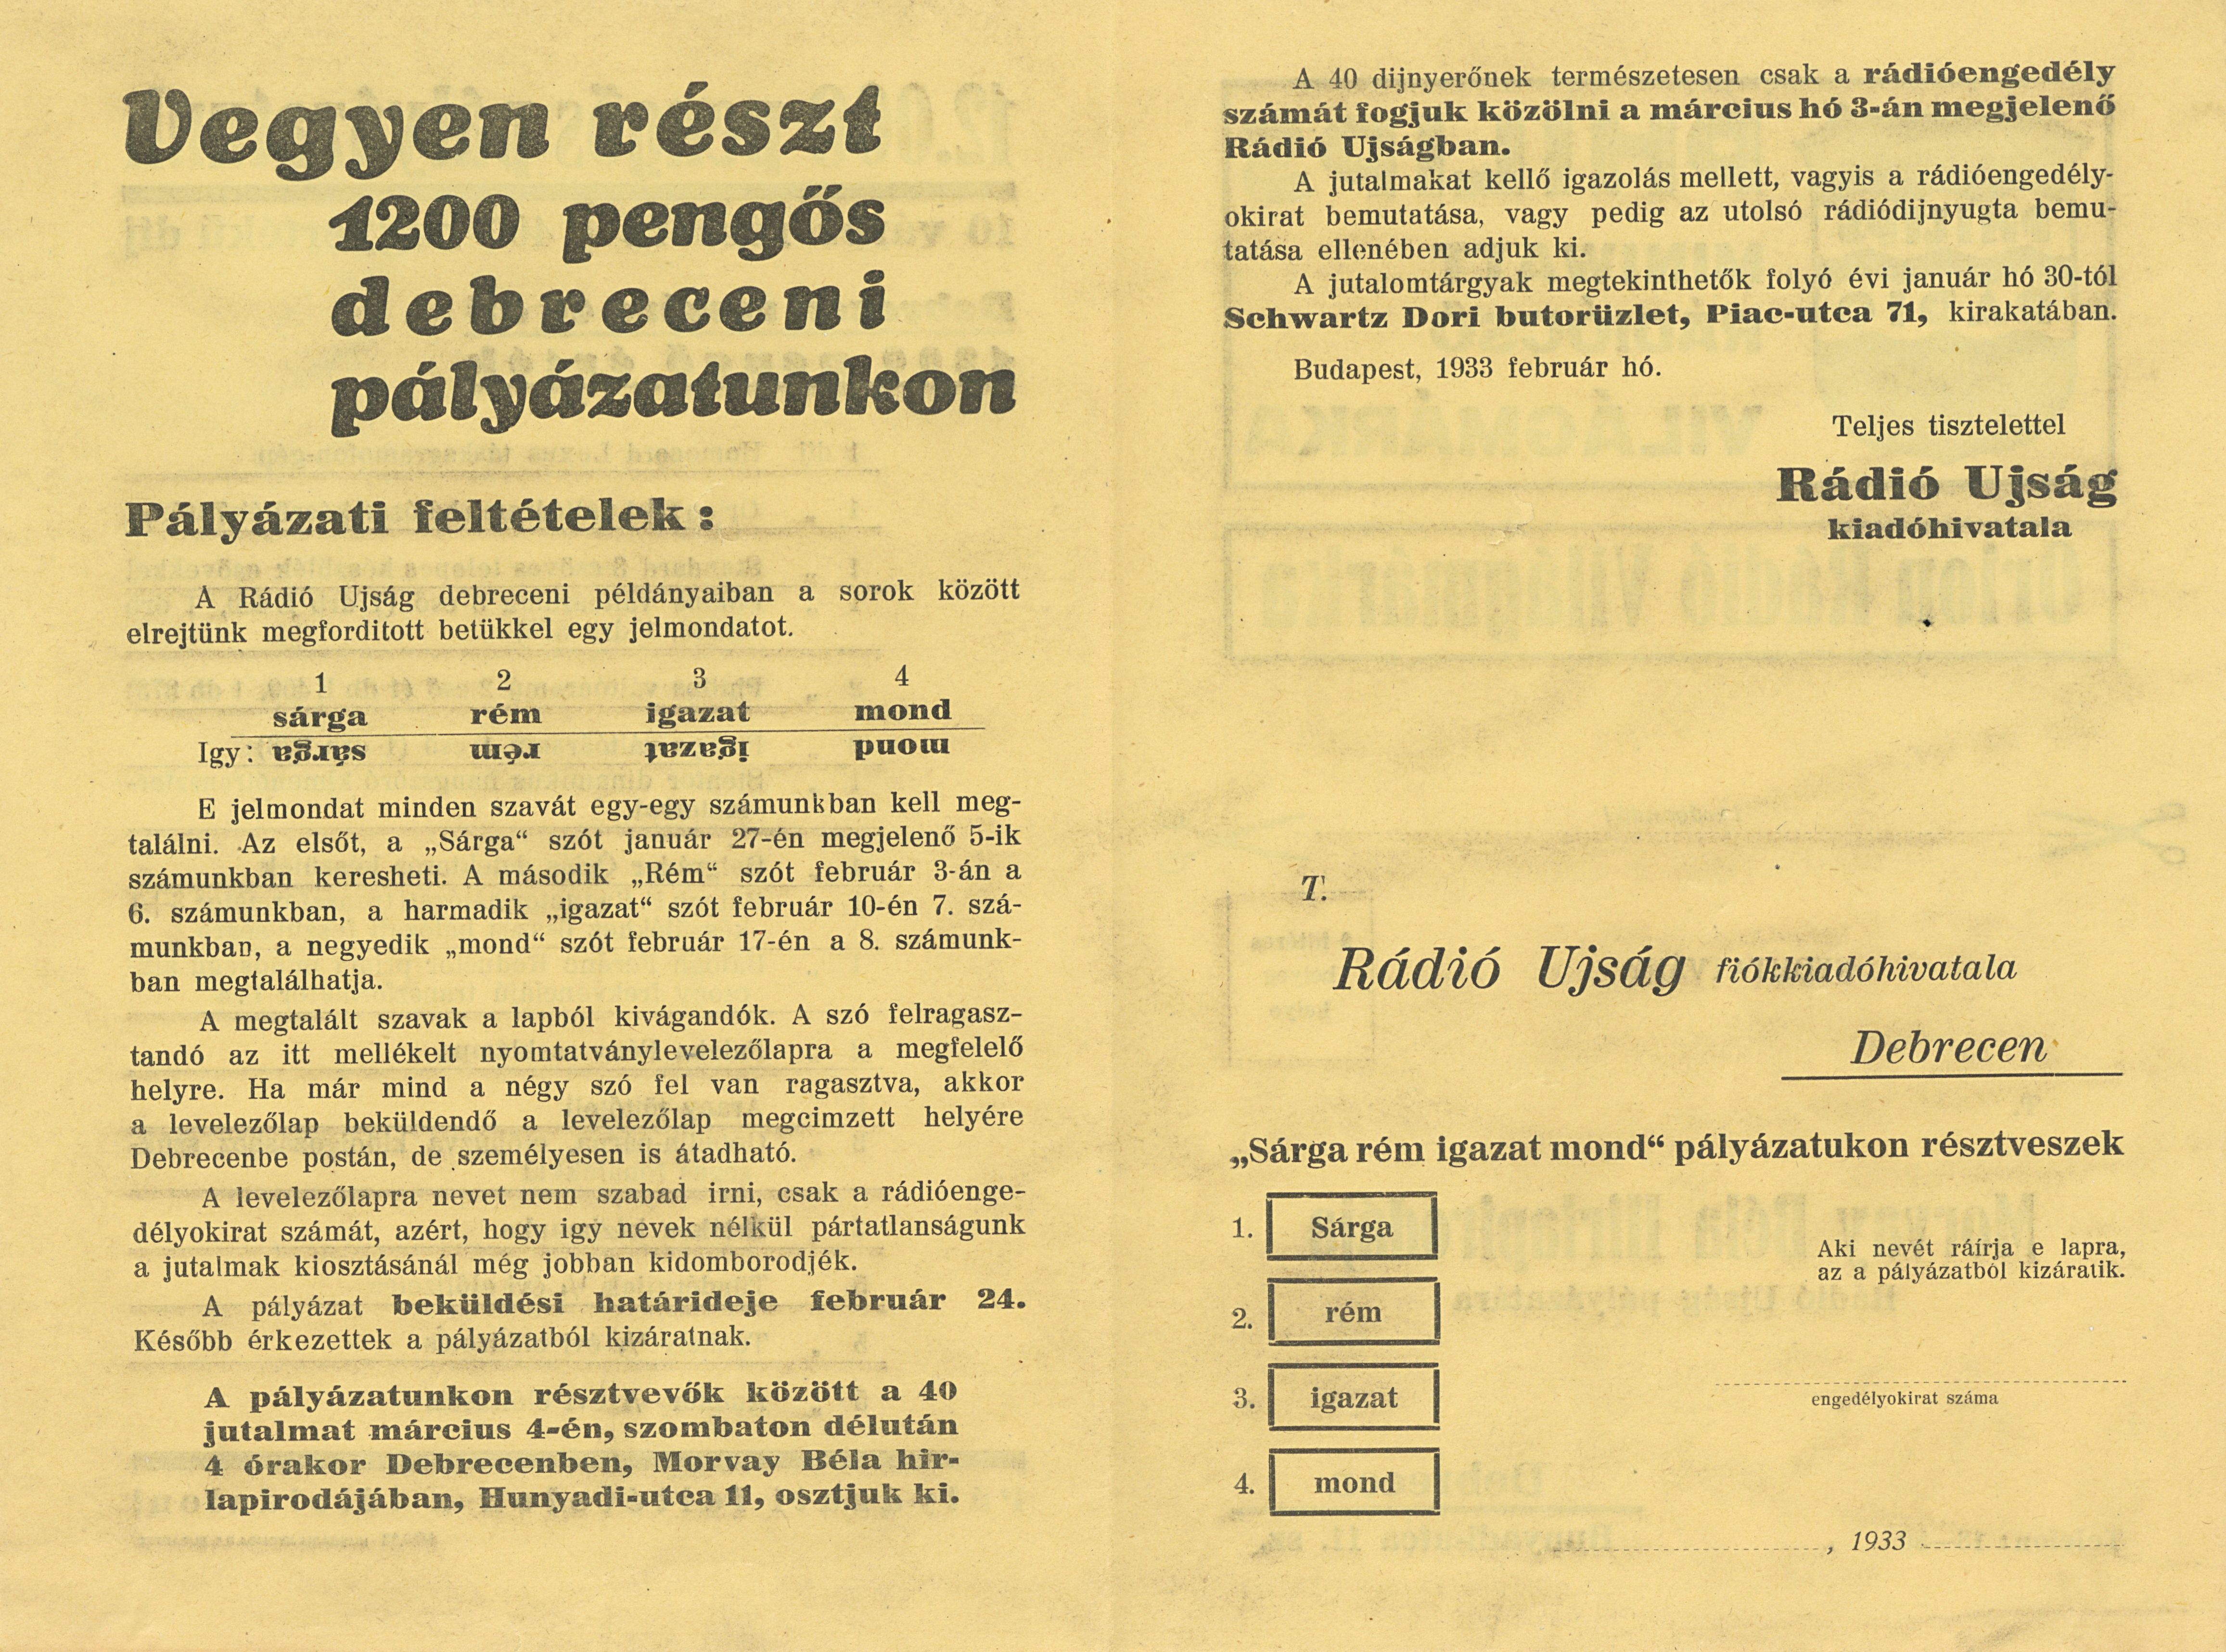 Vegyen részt
1200 pengős
debreceni
pályázatunkon
Pályázati feltételek:
A Rádió Ujság debreceni példányaiban a sorok között
elrejtünk megforditott betükkel egy jelmondatot.
1 2 3 4
sárga rém igazat mond
Igy: sárga rém igazat mond
E jelmondat minden szavát egy-egy számunkban kell meg-
találni. Az elsőt, a „Sárga“ szót január 27-én megjelenő 5-ik
számunkban keresheti. A második „Rém“ szót február 3-án a
6. számunkban, a harmadik „igazat“ szót február 10-én 7. szá-
munkban, a negyedik „mond“ szót február 17-én a 8. számunk-
ban megtalálhatja.
A megtalált szavak a lapból kivágandók. A szó felragasz-
tandó az itt mellékelt nyomtatványlevelezőlapra a megfelelő
helyre. Ha már mind a négy szó fel van ragasztva, akkor
a levelezőlap beküldendő a levelezőlap megcimzett helyére
Debrecenbe postán, de személyesen is átadható.
A levelezőlapra nevet nem szabad irni, csak a rádióenge-
délyokirat számát, azért, hogy igy nevek nélkül pártatlanságunk
a jutalmak kiosztásánál még jobban kidomborodjék.
A pályázat beküldési határideje február 24.
Később érkezettek a pályázatból kizáratnak.
A pályázatunkon résztvevők között a 40
jutalmat március 4-én, szombaton délután
4 órakor Debrecenben, Morvay Béla hir-
lapirodájában, Hunyadi-utca 11, osztjuk ki.
A 40 dijnyerőnek természetesen csak a rádióengedély
számát fogjuk közölni a március hó 3-án megjelenő
Rádió Ujságban.
A jutalmakat kellő igazolás mellett, vagyis a rádióengedély-
okirat bemutatása, vagy pedig az utolsó rádiódijnyugta bemu-
tatása ellenében adjuk ki.
A jutalomtárgyak megtekinthetők folyó évi január hó 30-tól
Schwartz Dori butorüzlet, Piac-utca 71, kirakatában.
Budapest, 1933 február hó.
Teljes tisztelettel
Rádió Ujság
kiadóhivatala
T.
Rádió Ujság fiókkiadóhivatala
Debrecen
„Sárga rém igazat mond“ pályázatukon résztveszek
1. Sárga
Aki nevét ráírja e lapra,
az a pályázatból kizáratik.
2. rém
3. igazat
engedélyokirat száma
4. mond
, 1933